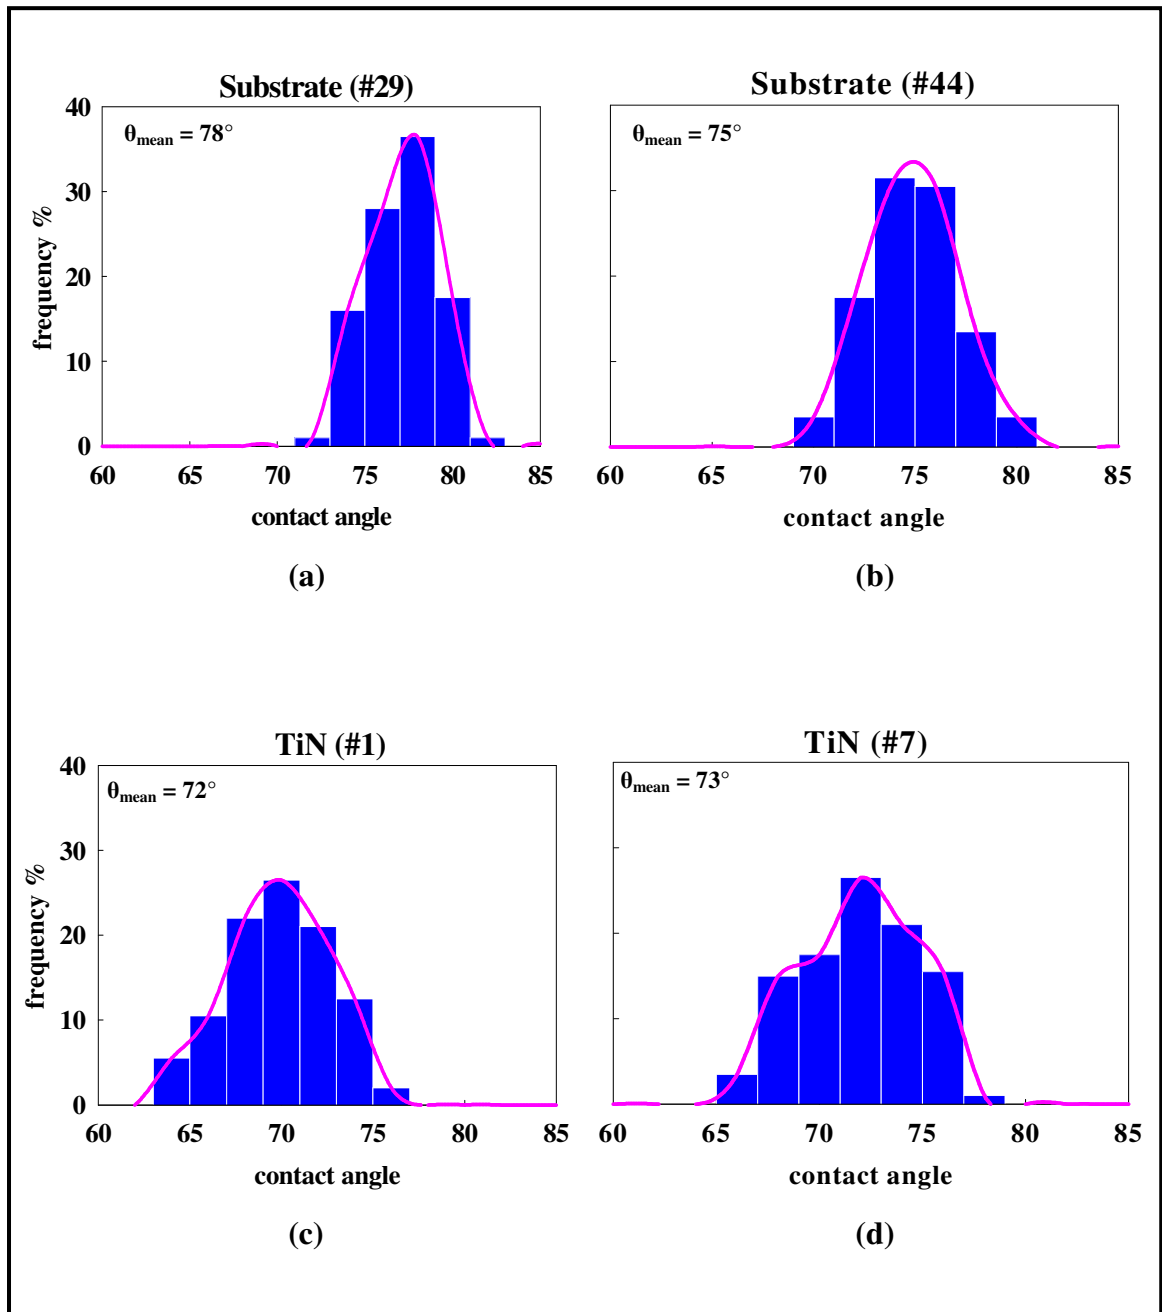 Substrate (#29)
θmean = 78°
40
30
20
10
0
frequency %
60 65 70 75 80 85
contact angle
(a)
Substrate (#44)
θmean = 75°
60 65 70 75 80 85
contact angle
(b)
TiN (#1)
θmean = 72°
40
30
20
10
0
frequency %
60 65 70 75 80 85
contact angle
(c)
TiN (#7)
θmean = 73°
60 65 70 75 80 85
contact angle
(d)